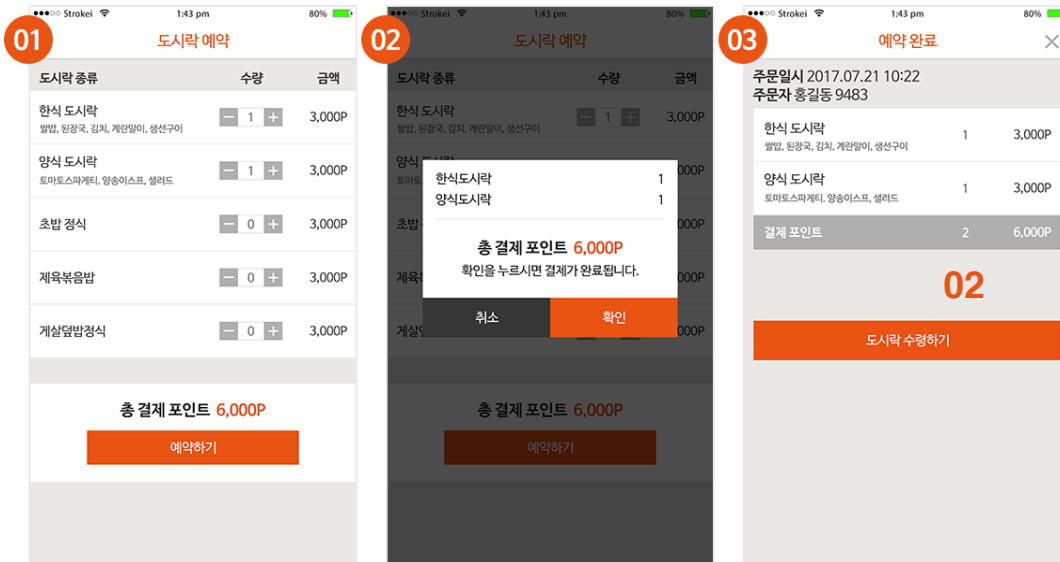 ●●●○○ Strokei 1:43 pm 80%
01
도시락 예약
도시락 종류 수량 금액
한식 도시락 － 1 + 3,000P
쌀밥, 된장국, 김치, 계란말이, 생선구이
양식 도시락 － 1 + 3,000P
토마토스파게티, 양송이스프, 샐러드
초밥 정식 － 0 + 3,000P
제육볶음밥 － 0 + 3,000P
게살덮밥정식 － 0 + 3,000P
총 결제 포인트 6,000P
예약하기
●●●○○ Strokei 1:43 pm 80%
02
도시락 예약
도시락 종류 수량 금액
한식 도시락 － 1 + 3,000P
쌀밥, 된장국, 김치, 계란말이, 생선구이
양식
000P
초밥
000P
제육
000P
게살
000P
한식도시락 1
양식도시락 1
총 결제 포인트 6,000P
확인을 누르시면 결제가 완료됩니다.
취소 확인
총 결제 포인트 6,000P
예약하기
●●●○○ Strokei 1:43 pm 80%
03
예약 완료 ×
주문일시 2017.07.21 10:22
주문자 홍길동 9483
한식 도시락 1 3,000P
쌀밥, 된장국, 김치, 계란말이, 생선구이
양식 도시락 1 3,000P
토마토스파게티. 양송이스프, 샐러드
결제 포인트 2 6,000P
02
도시락 수령하기